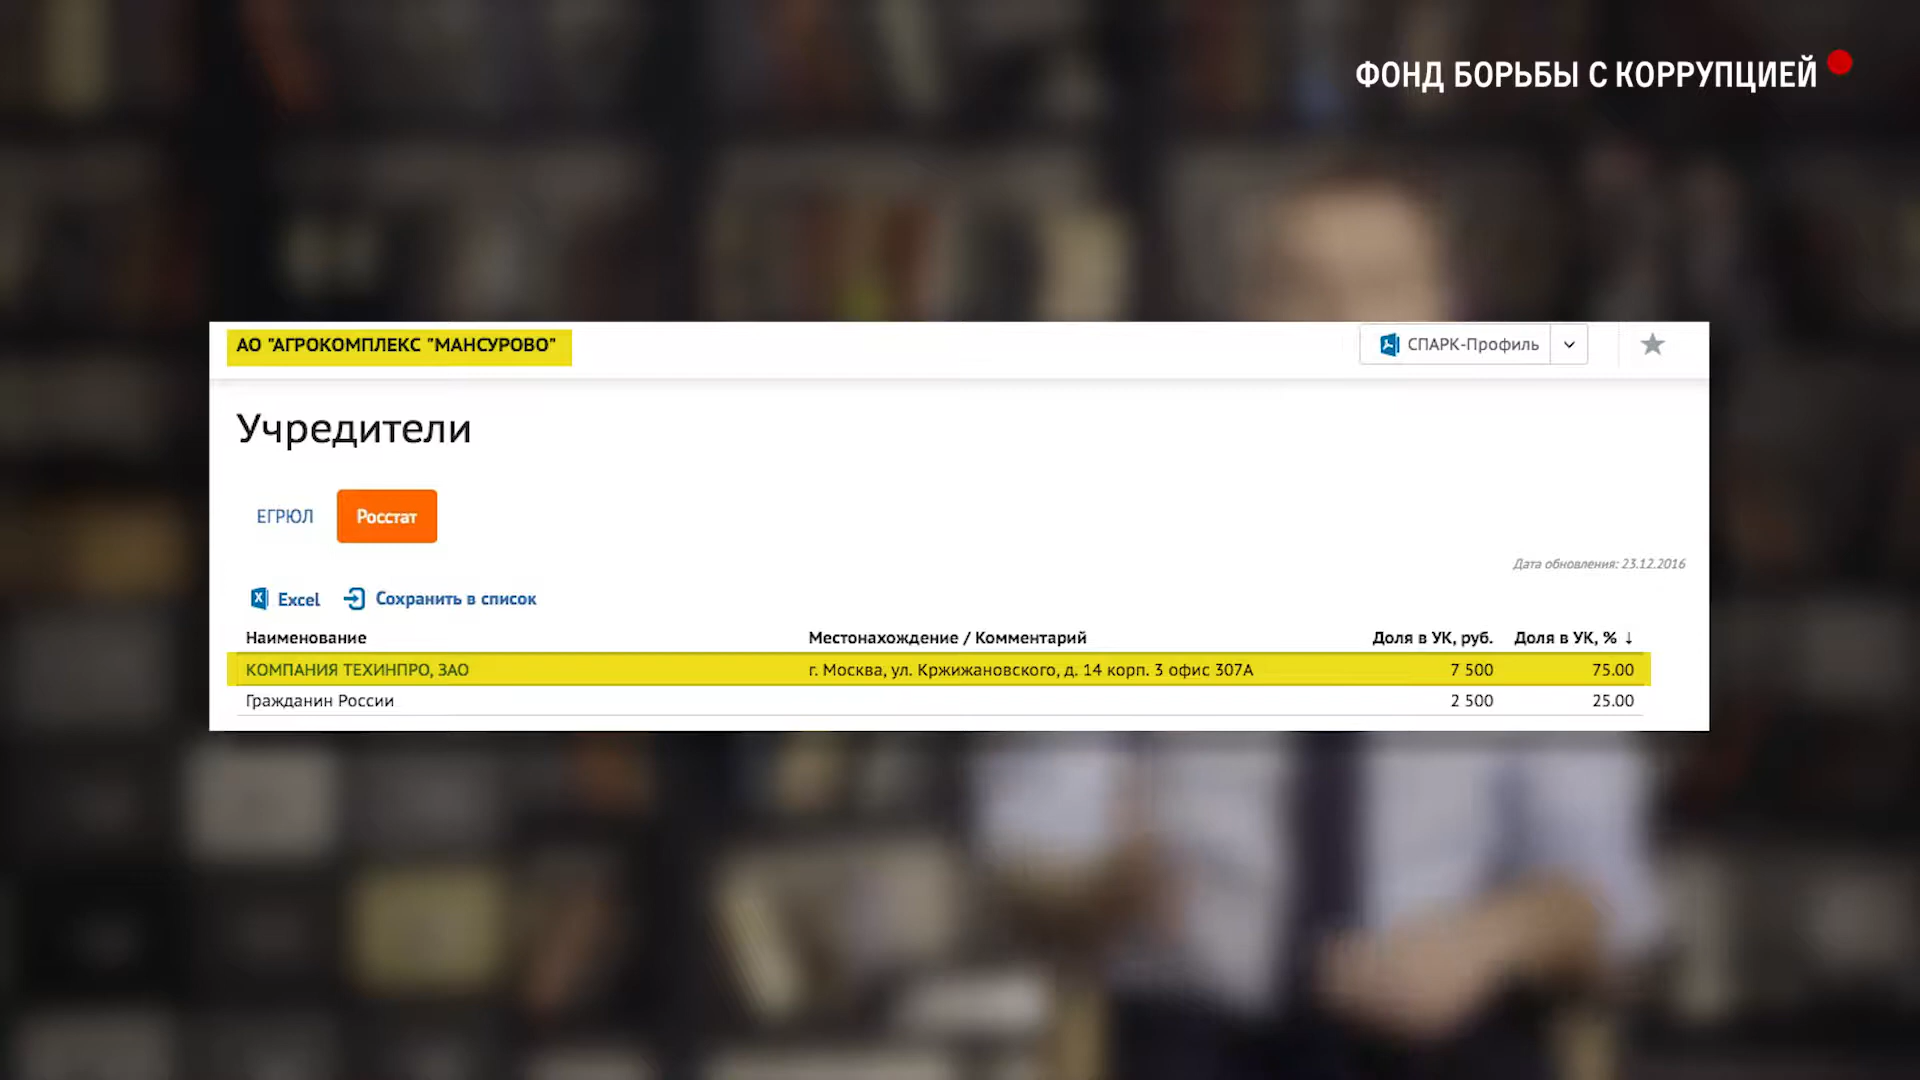 ФОНД БОРЬБЫ С КОРРУПЦИЕЙ
АО "АГРОКОМПЛЕКС "МАНСУРОВО"
СПАРК-Профиль
Учредители
ЕГРЮЛ Росстат
Дата обновления: 23.12.2016
Excel Сохранить в список
Наименование Местонахождение / Комментарий Доля в УК, руб. Доля в УК, % ↓
КОМПАНИЯ ТЕХИНПРО, ЗАО г. Москва, ул. Кржижановского, д. 14 корп. 3 офис 307А 7 500 75.00
Гражданин России 2 500 25.00